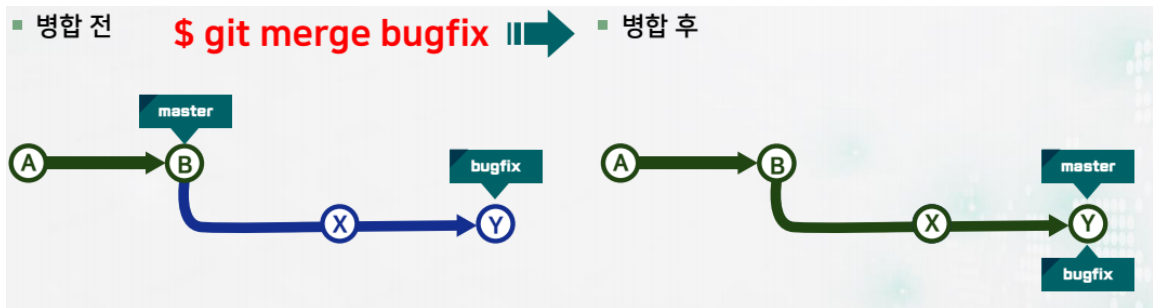 병합 전
$ git merge bugfix
병합 후
master
A
B
bugfix
X
Y
A
B
master
X
Y
bugfix